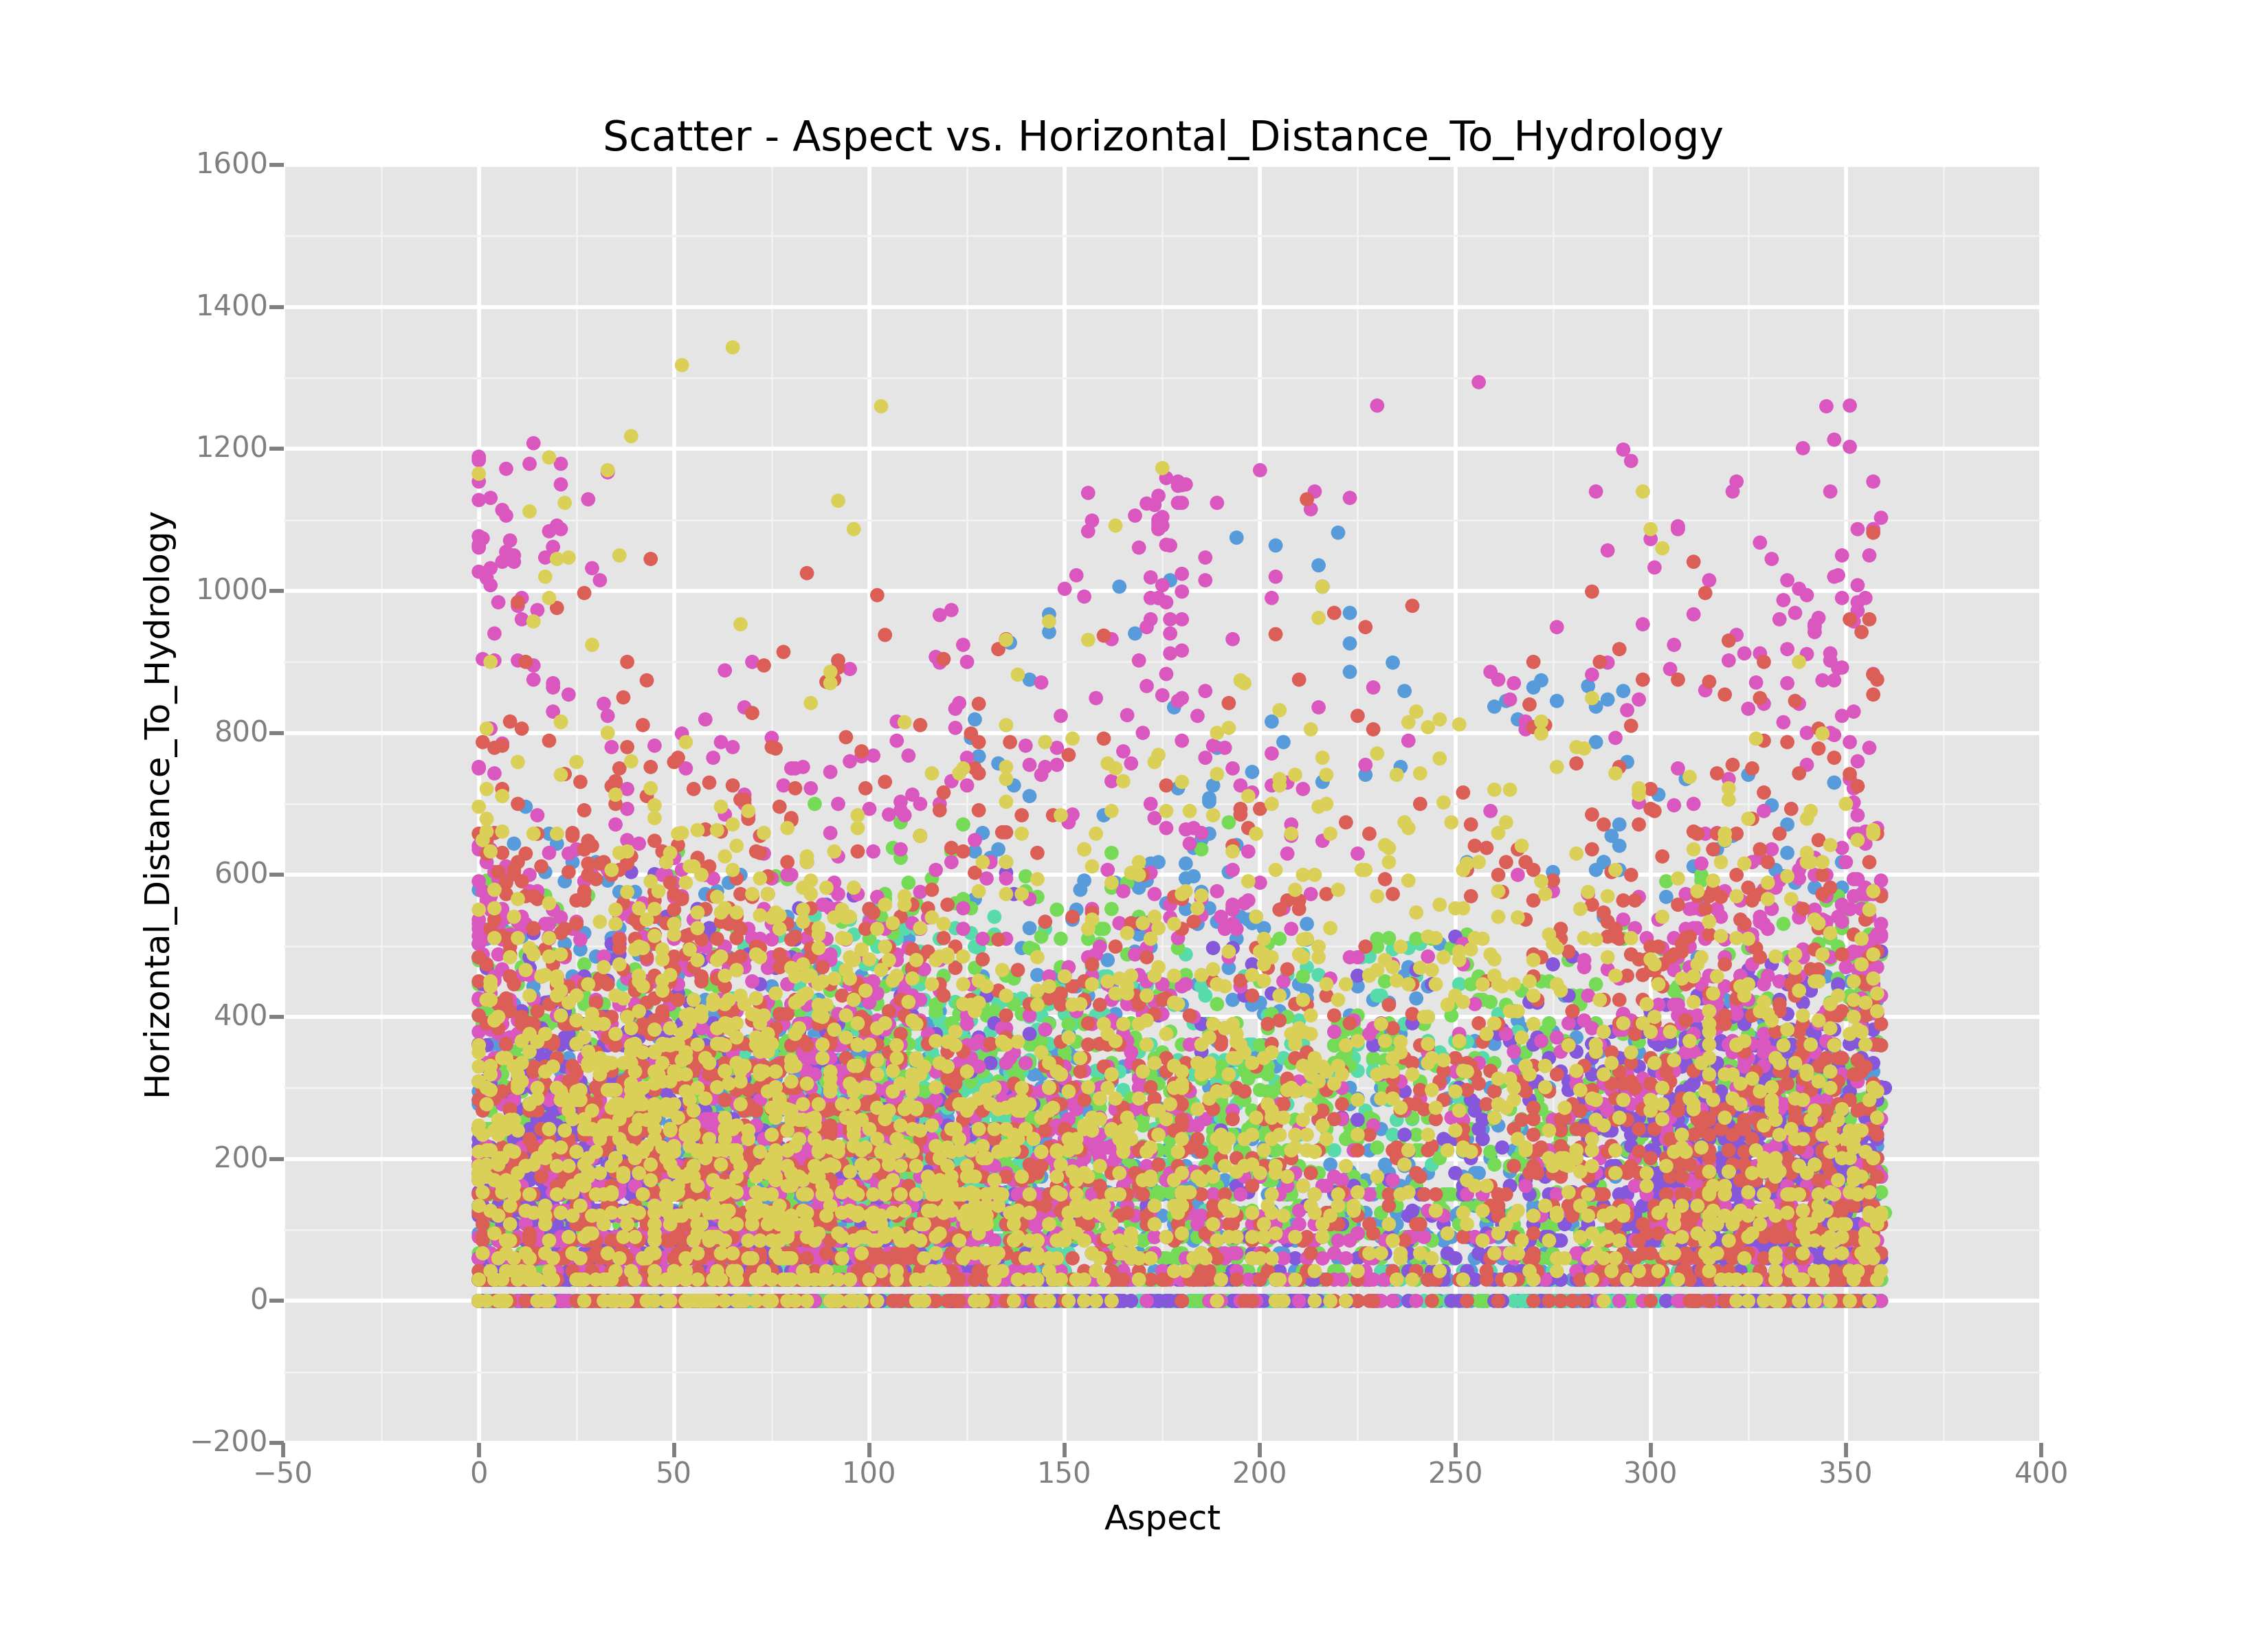 Scatter - Aspect vs. Horizontal_Distance_To_Hydrology
1600
1400
1200
1000
800
600
400
200
0
−200
Horizontal_Distance_To_Hydrology
−50 0 50 100 150 200 250 300 350 400
Aspect